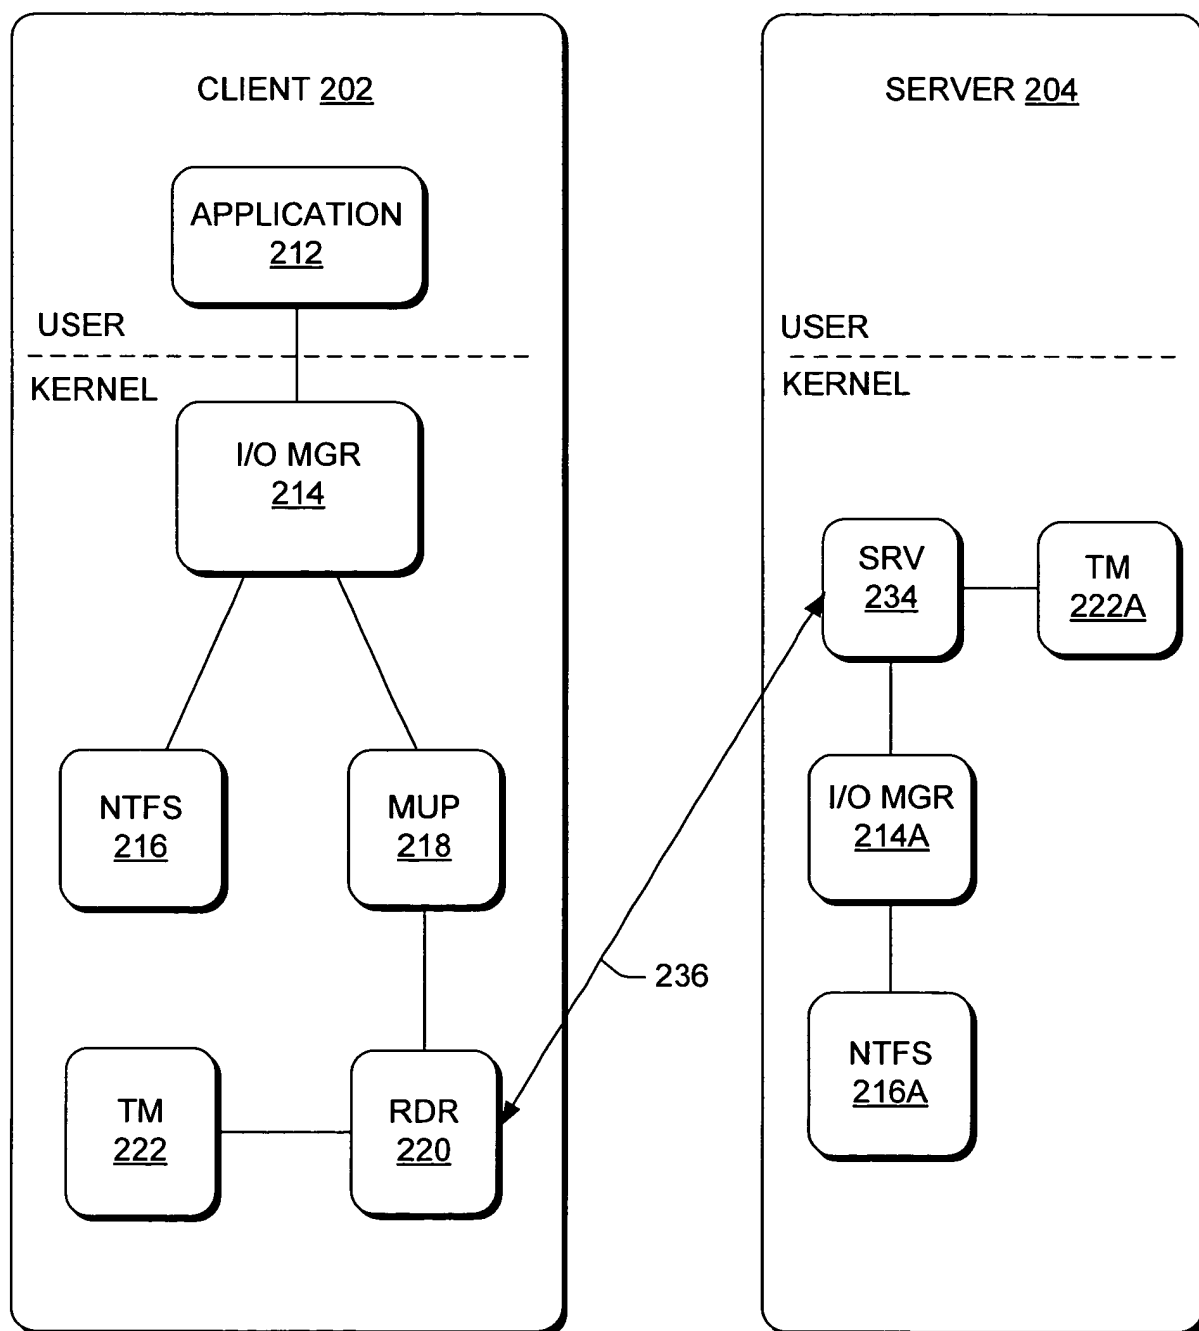 CLIENT 202
APPLICATION
212
USER
KERNEL
I/O MGR
214
NTFS
216
MUP
218
TM
222
RDR
220
236
SERVER 204
USER
KERNEL
SRV
234
TM
222A
I/O MGR
214A
NTFS
216A